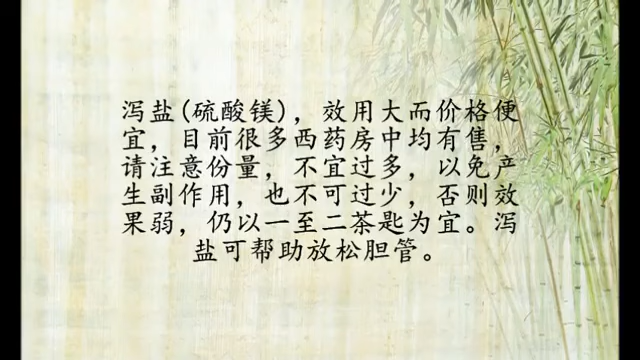 泻盐(硫酸镁)，效用大而价格便
宜，目前很多西药房中均有售，
请注意份量，不宜过多，以免产
生副作用，也不可过少，否则效
果弱，仍以一至二茶匙为宜。泻
盐可帮助放松胆管。